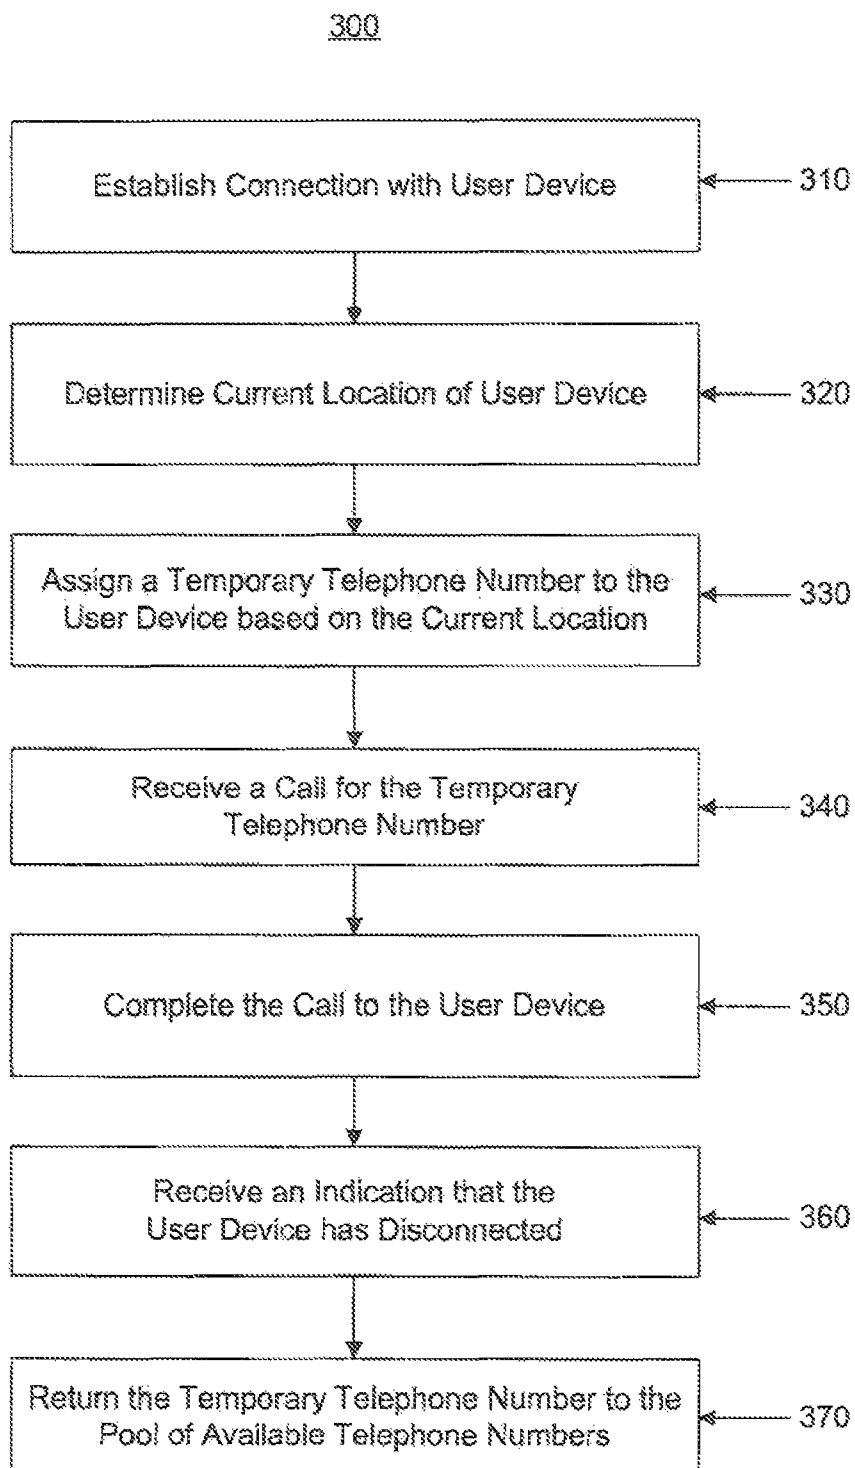 300
Establish Connection with User Device
310
Determine Current Location of User Device
320
Assign a Temporary Telephone Number to the
User Device based on the Current Location
330
Receive a Call for the Temporary
Telephone Number
340
Complete the Call to the User Device
350
Receive an Indication that the
User Device has Disconnected
360
Return the Temporary Telephone Number to the
Pool of Available Telephone Numbers
370